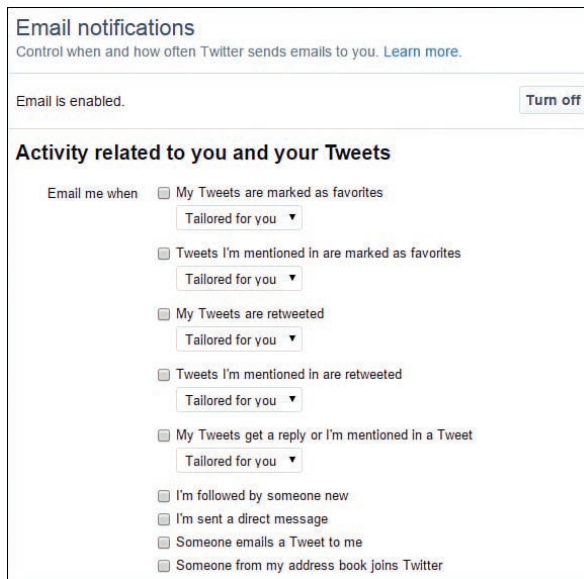 Email notifications
Control when and how often Twitter sends emails to you. Learn more.
Email is enabled.
Turn off
Activity related to you and your Tweets
Email me when
My Tweets are marked as favorites
Tailored for you
Tweets I'm mentioned in are marked as favorites
Tailored for you
My Tweets are retweeted
Tailored for you
Tweets I'm mentioned in are retweeted
Tailored for you
My Tweets get a reply or I'm mentioned in a Tweet
Tailored for you
I'm followed by someone new
I'm sent a direct message
Someone emails a Tweet to me
Someone from my address book joins Twitter